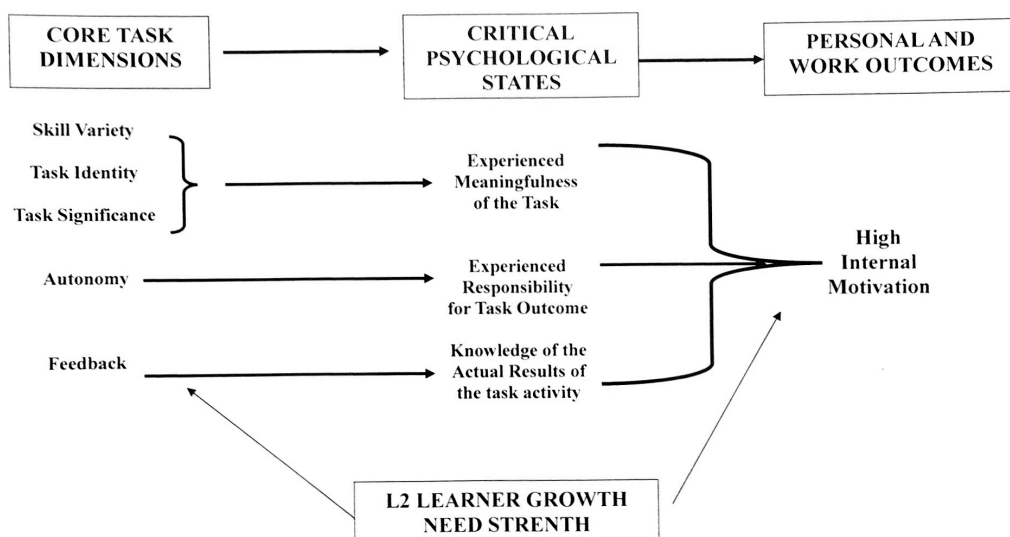 CORE TASK
DIMENSIONS
CRITICAL
PSYCHOLOGICAL
STATES
PERSONAL AND
WORK OUTCOMES
Skill Variety
Task Identity
Task Significance
Experienced
Meaningfulness
of the Task
High
Internal
Motivation
Autonomy
Experienced
Responsibility
for Task Outcome
Feedback
Knowledge of the
Actual Results of
the task activity
L2 LEARNER GROWTH
NEED STRENTH